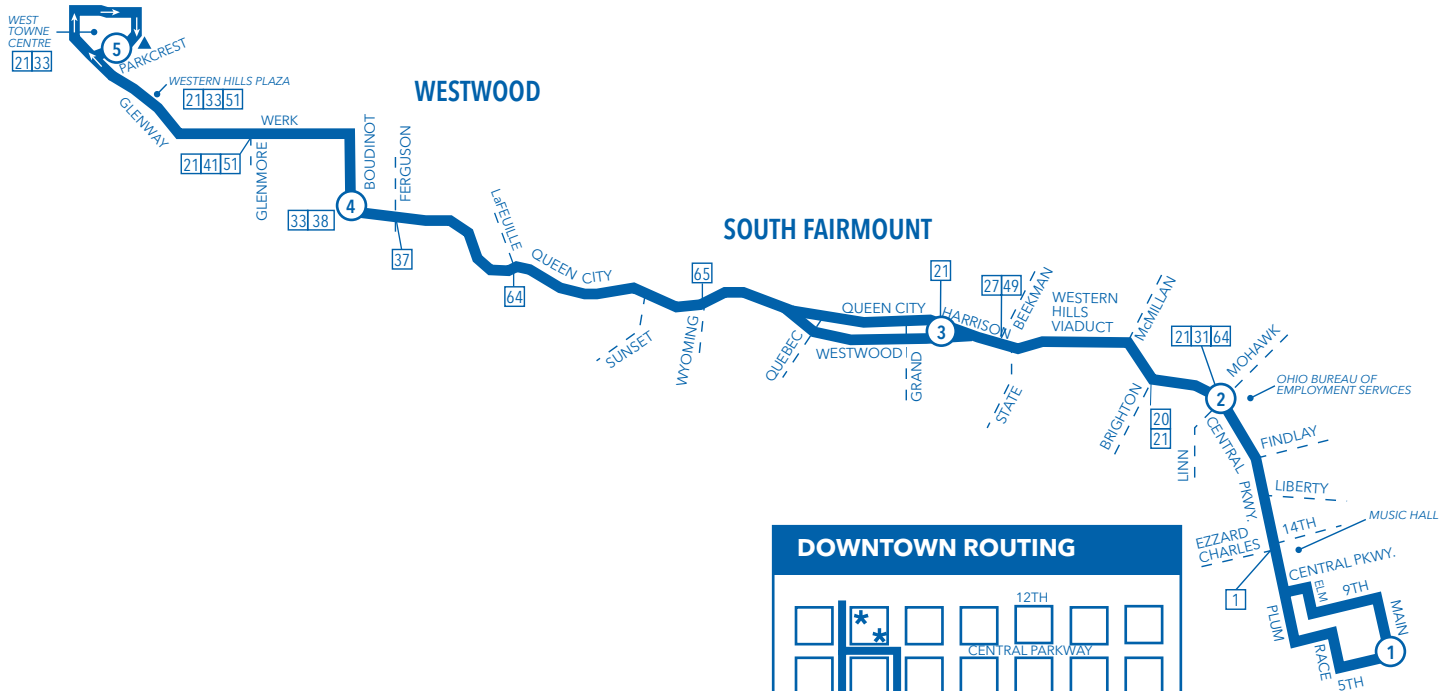 WEST
TOWNE
CENTRE
21 33
5
PARKCREST
WESTERN HILLS PLAZA
21 33 51
GLENWAY
WERK
21 41 51
GLENMORE
BOUDINOT
FERGUSON
WESTWOOD
4
33 38
37
LaFEUILLE
64
QUEEN CITY
SUNSET
65
WYOMING
SOUTH FAIRMOUNT
QUEBEC
QUEEN CITY
WESTWOOD
GRAND
21
3
HARRISON
27 49
BEEKMAN
STATE
WESTERN
HILLS
VIADUCT
McMILLAN
BRIGHTON
20
21
21 31 64
MOHAWK
2
OHIO BUREAU OF
EMPLOYMENT SERVICES
LINN
CENTRAL PKWY.
FINDLAY
LIBERTY
MUSIC HALL
EZZARD
CHARLES
14TH
1
CENTRAL PKWY.
ELM
9TH
MAIN
PLUM
RACE
5TH
1
DOWNTOWN ROUTING
12TH
*
*
CENTRAL PARKWAY